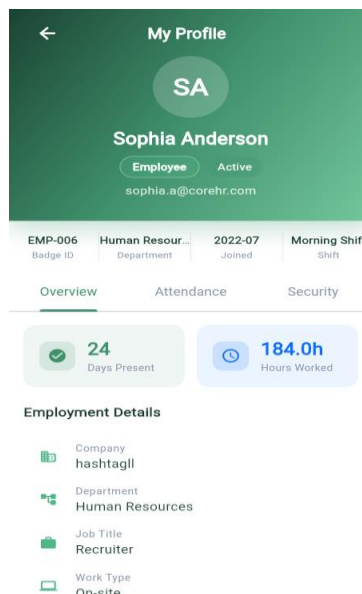 My Profile
SA
Sophia Anderson
Employee Active
sophia.a@corehr.com
EMP-006 Human Resour... 2022-07 Morning Shif
Badge ID Department Joined Shift
Overview Attendance Security
24 184.0h
Days Present Hours Worked
Employment Details
Company
hashtagll
Department
Human Resources
Job Title
Recruiter
Work Type
On-site